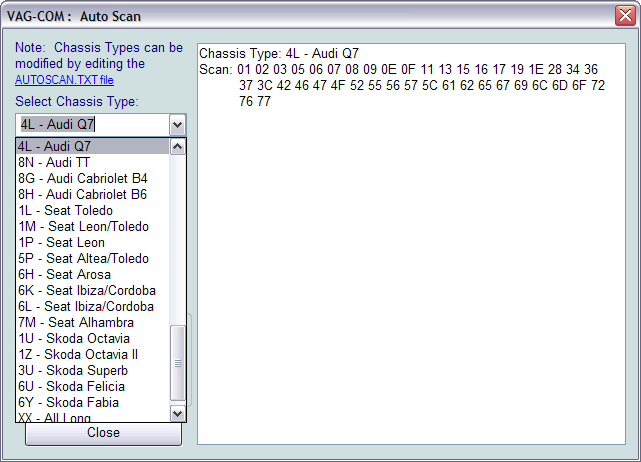 VAG-COM : Auto Scan
Note: Chassis Types can be
modified by editing the
AUTOSCAN.TXT file
Select Chassis Type:
4L - Audi Q7
4L - Audi Q7
8N - Audi TT
8G - Audi Cabriolet B4
8H - Audi Cabriolet B6
1L - Seat Toledo
1M - Seat Leon/Toledo
1P - Seat Leon
5P - Seat Altea/Toledo
6H - Seat Arosa
6K - Seat Ibiza/Cordoba
6L - Seat Ibiza/Cordoba
7M - Seat Alhambra
1U - Skoda Octavia
1Z - Skoda Octavia II
3U - Skoda Superb
6U - Skoda Felicia
6Y - Skoda Fabia
XX - All Long
Close
Chassis Type: 4L - Audi Q7
Scan: 01 02 03 05 06 07 08 09 0E 0F 11 13 15 16 17 19 1E 28 34 36
37 3C 42 46 47 4F 52 55 56 57 5C 61 62 65 67 69 6C 6D 6F 72
76 77